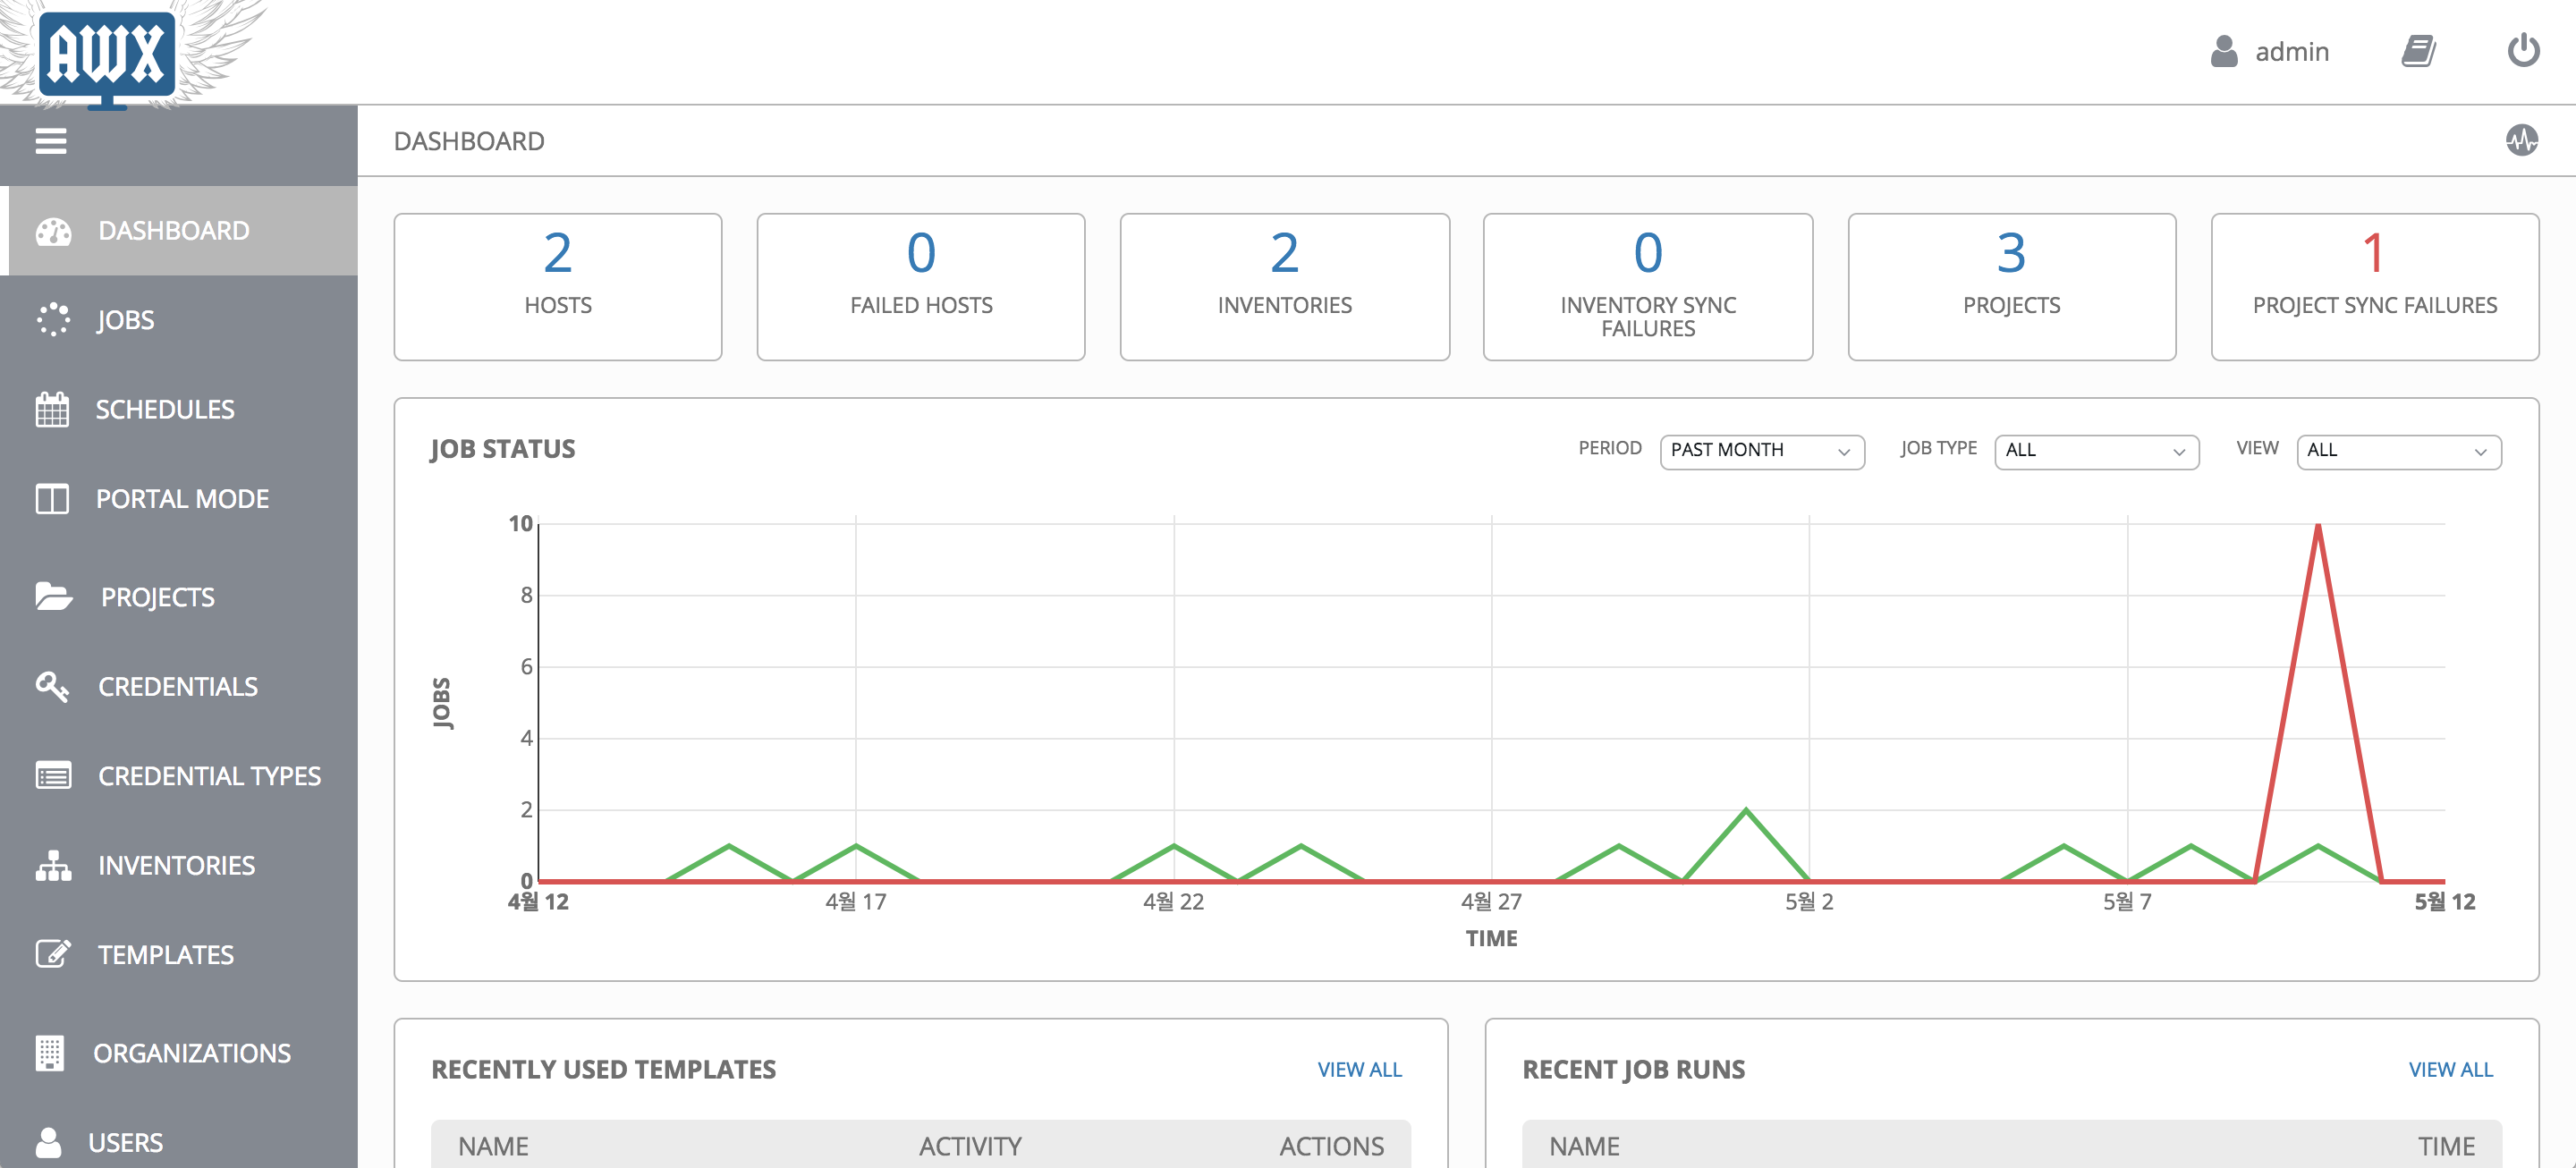 AWX
admin
DASHBOARD
DASHBOARD
JOBS
SCHEDULES
PORTAL MODE
PROJECTS
CREDENTIALS
CREDENTIAL TYPES
INVENTORIES
TEMPLATES
ORGANIZATIONS
USERS
2
HOSTS
0
FAILED HOSTS
2
INVENTORIES
0
INVENTORY SYNC
FAILURES
3
PROJECTS
1
PROJECT SYNC FAILURES
JOB STATUS
PERIOD PAST MONTH JOB TYPE ALL VIEW ALL
10
8
6
4
2
0
JOBS
4월 12 4월 17 4월 22 4월 27 5월 2 5월 7 5월 12
TIME
RECENTLY USED TEMPLATES VIEW ALL
NAME ACTIVITY ACTIONS
RECENT JOB RUNS VIEW ALL
NAME TIME